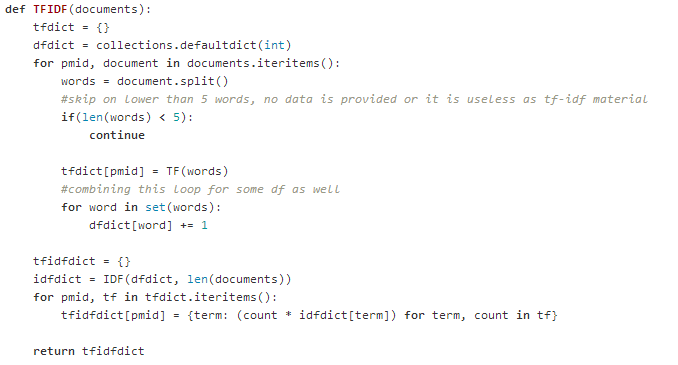 def TFIDF(documents):
    tfdict = {}
    dfdict = collections.defaultdict(int)
    for pmid, document in documents.iteritems():
        words = document.split()
        #skip on lower than 5 words, no data is provided or it is useless as tf-idf material
        if(len(words) < 5):
            continue

        tfdict[pmid] = TF(words)
        #combining this loop for some df as well
        for word in set(words):
            dfdict[word] += 1

    tfidfdict = {}
    idfdict = IDF(dfdict, len(documents))
    for pmid, tf in tfdict.iteritems():
        tfidfdict[pmid] = {term: (count * idfdict[term]) for term, count in tf}

    return tfidfdict